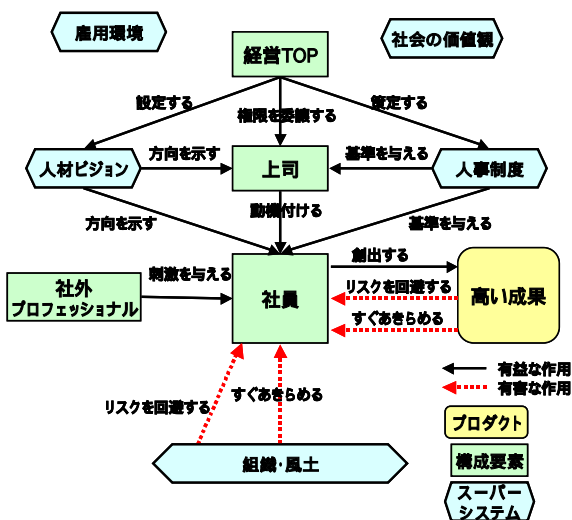 雇用環境
経営TOP
社会の価値観
設定する
権限を委譲する
策定する
人材ビジョン
方向を示す
上司
基準を与える
人事制度
方向を示す
動機付ける
基準を与える
社外
プロフェッショナル
刺激を与える
社員
創出する
リスクを回避する
すぐあきらめる
高い成果
リスクを回避する
すぐあきらめる
組織・風土
有益な作用
有害な作用
プロダクト
構成要素
スーパー
システム